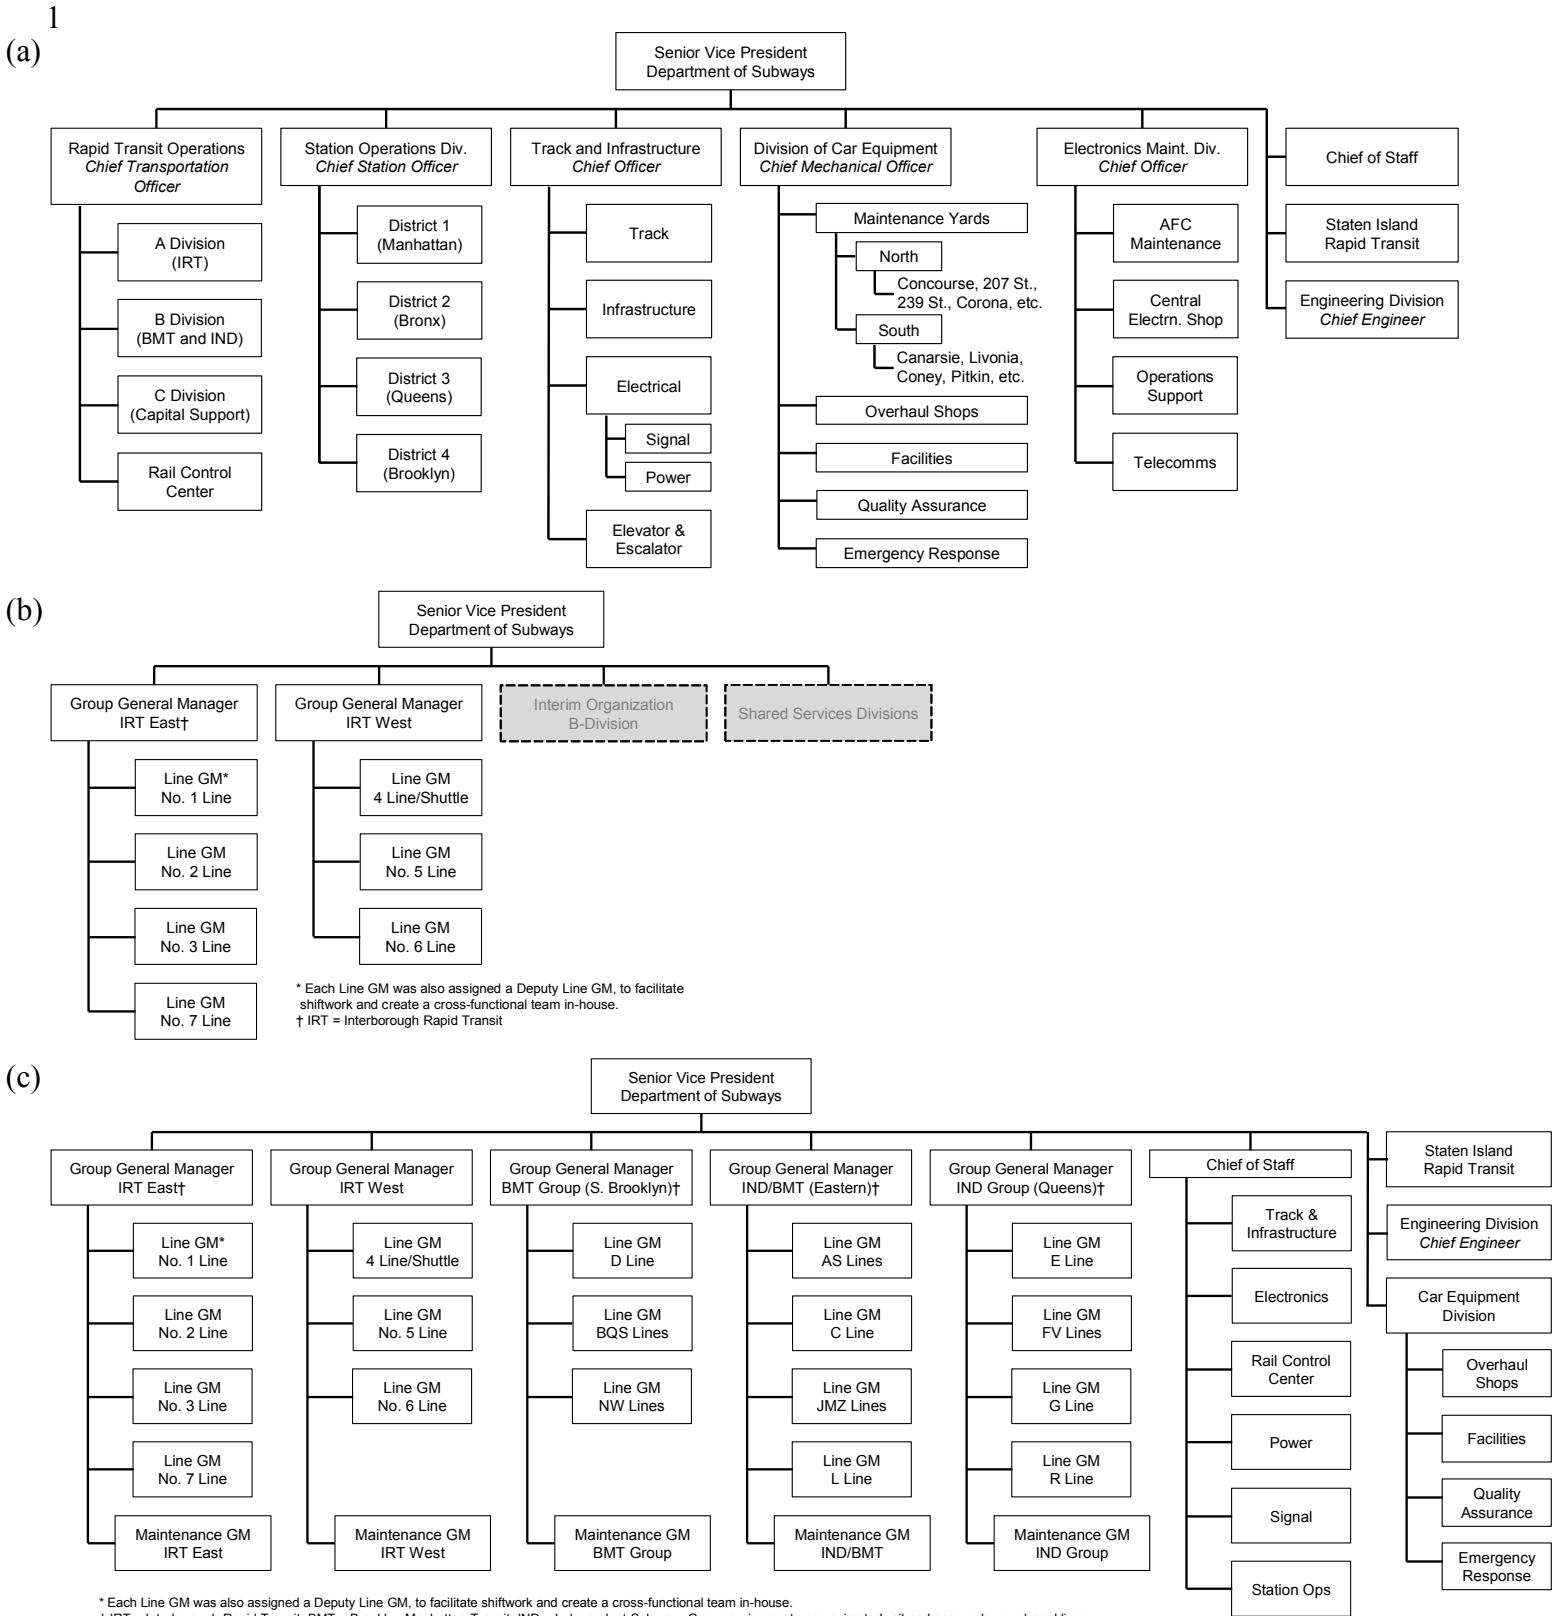 1
(a)
Senior Vice President
Department of Subways
Rapid Transit Operations
Chief Transportation
Officer
A Division
(IRT)
B Division
(BMT and IND)
C Division
(Capital Support)
Rail Control
Center
Station Operations Div.
Chief Station Officer
District 1
(Manhattan)
District 2
(Bronx)
District 3
(Queens)
District 4
(Brooklyn)
Track and Infrastructure
Chief Officer
Track
Infrastructure
Electrical
Signal
Power
Elevator &
Escalator
Division of Car Equipment
Chief Mechanical Officer
Maintenance Yards
North
Concourse, 207 St.,
239 St., Corona, etc.
South
Canarsie, Livonia,
Coney, Pitkin, etc.
Overhaul Shops
Facilities
Quality Assurance
Emergency Response
Electronics Maint. Div.
Chief Officer
AFC
Maintenance
Central
Electrn. Shop
Operations
Support
Telecomms
Chief of Staff
Staten Island
Rapid Transit
Engineering Division
Chief Engineer
(b)
Senior Vice President
Department of Subways
Group General Manager
IRT East†
Line GM*
No. 1 Line
Line GM
No. 2 Line
Line GM
No. 3 Line
Line GM
No. 7 Line
Group General Manager
IRT West
Line GM
4 Line/Shuttle
Line GM
No. 5 Line
Line GM
No. 6 Line
Interim Organization
B-Division
Shared Services Divisions
* Each Line GM was also assigned a Deputy Line GM, to facilitate
shiftwork and create a cross-functional team in-house.
† IRT = Interborough Rapid Transit
(c)
Senior Vice President
Department of Subways
Group General Manager
IRT East†
Line GM*
No. 1 Line
Line GM
No. 2 Line
Line GM
No. 3 Line
Line GM
No. 7 Line
Maintenance GM
IRT East
Group General Manager
IRT West
Line GM
4 Line/Shuttle
Line GM
No. 5 Line
Line GM
No. 6 Line
Maintenance GM
IRT West
Group General Manager
BMT Group (S. Brooklyn)†
Line GM
D Line
Line GM
BQS Lines
Line GM
NW Lines
Maintenance GM
BMT Group
Group General Manager
IND/BMT (Eastern)†
Line GM
AS Lines
Line GM
C Line
Line GM
JMZ Lines
Line GM
L Line
Maintenance GM
IND/BMT
Group General Manager
IND Group (Queens)†
Line GM
E Line
Line GM
FV Lines
Line GM
G Line
Line GM
R Line
Maintenance GM
IND Group
Chief of Staff
Track &
Infrastructure
Electronics
Rail Control
Center
Power
Signal
Station Ops
Staten Island
Rapid Transit
Engineering Division
Chief Engineer
Car Equipment
Division
Overhaul
Shops
Facilities
Quality
Assurance
Emergency
Response
* Each Line GM was also assigned a Deputy Line GM, to facilitate shiftwork and create a cross-functional team in-house.